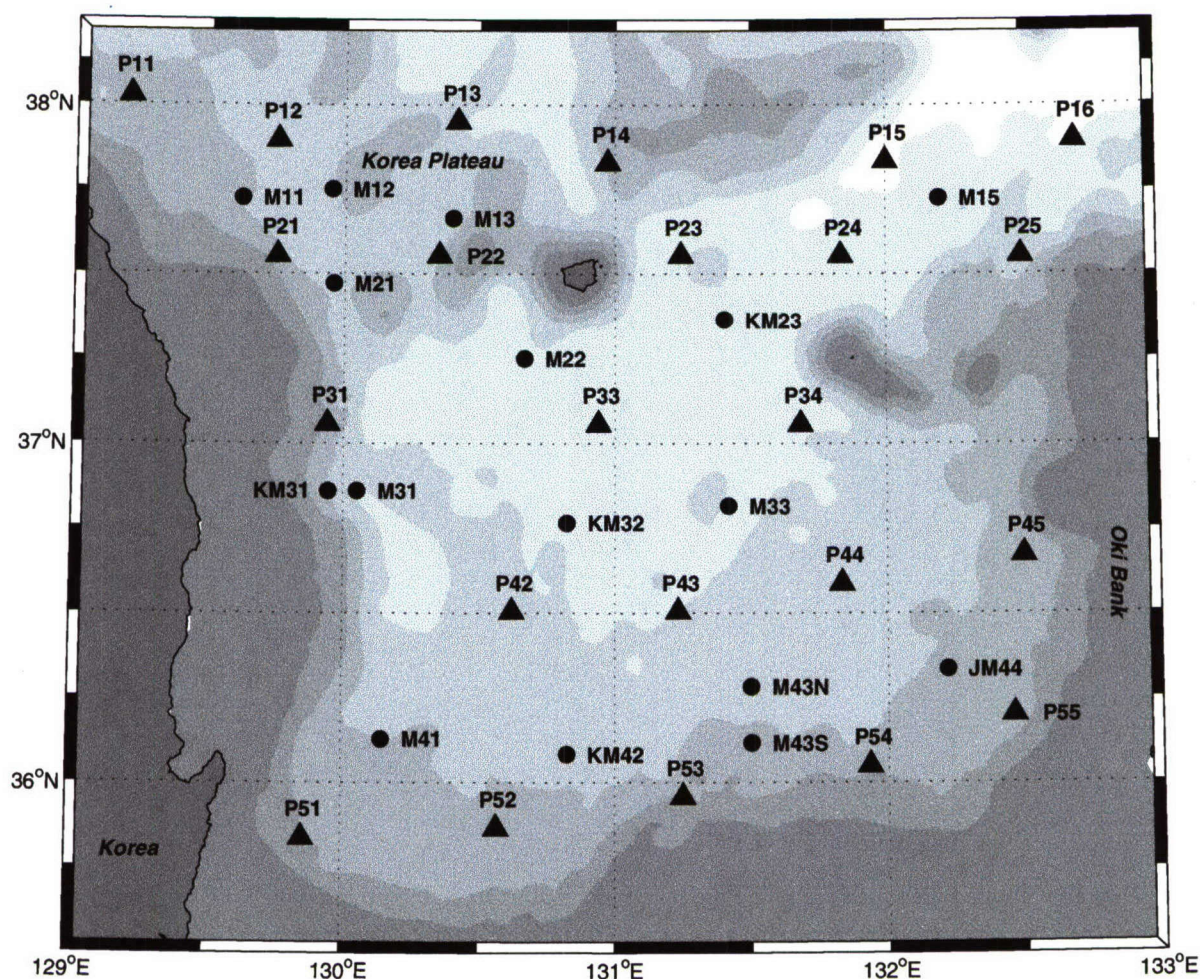 P11
38°N
P12
P13
P14
P15
P16
Korea Plateau
M11
M12
M13
M15
P21
P22
P23
P24
P25
M21
KM23
M22
P31
P33
P34
37°N
KM31
M31
KM32
M33
P45
Oki Bank
P42
P43
P44
JM44
M43N
P55
M41
KM42
M43S
P54
36°N
P53
P51
P52
Korea
129°E
130°E
131°E
132°E
133°E